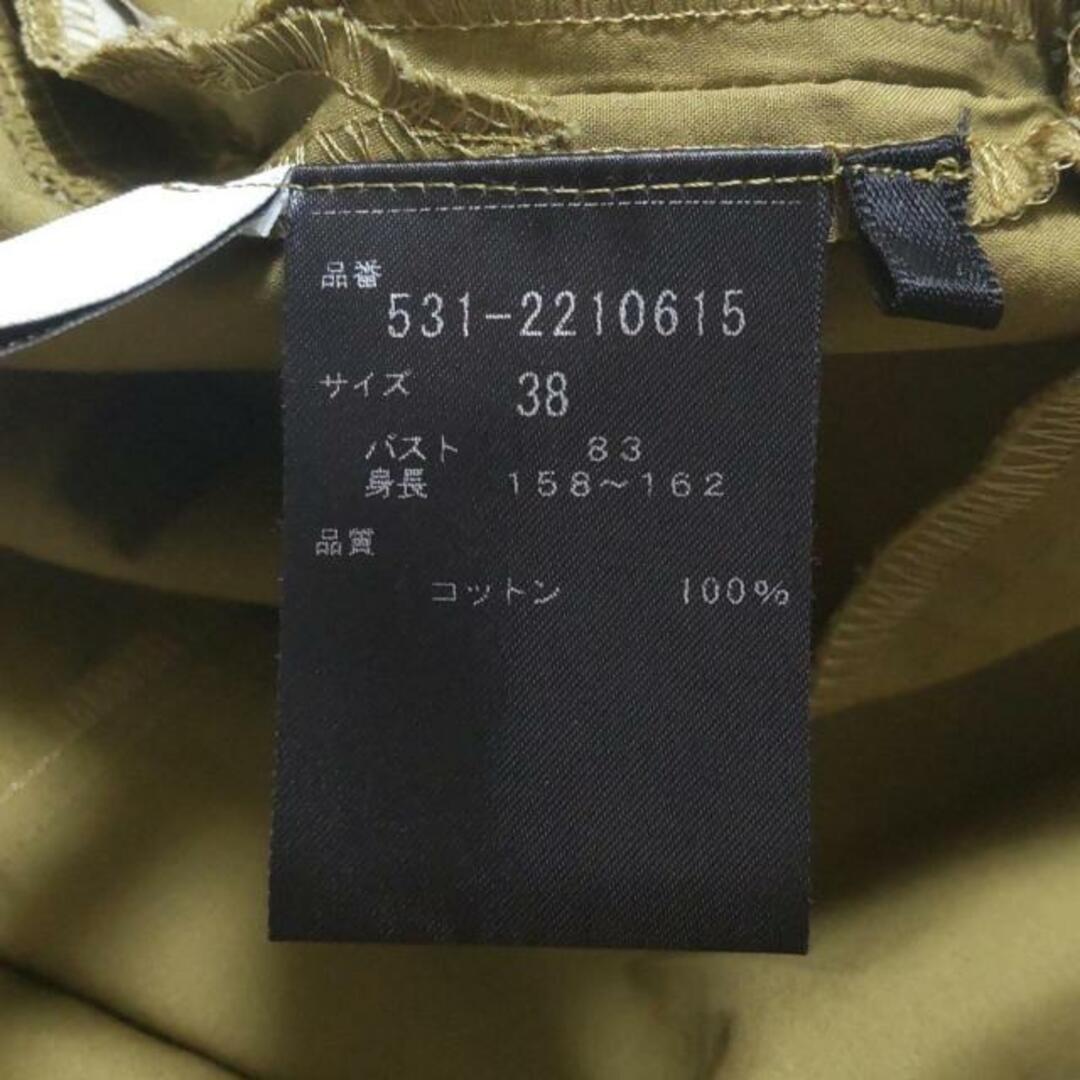 品番
531-2210615
サイズ 38
バスト 83
身長 158~162
品質
コットン 100%